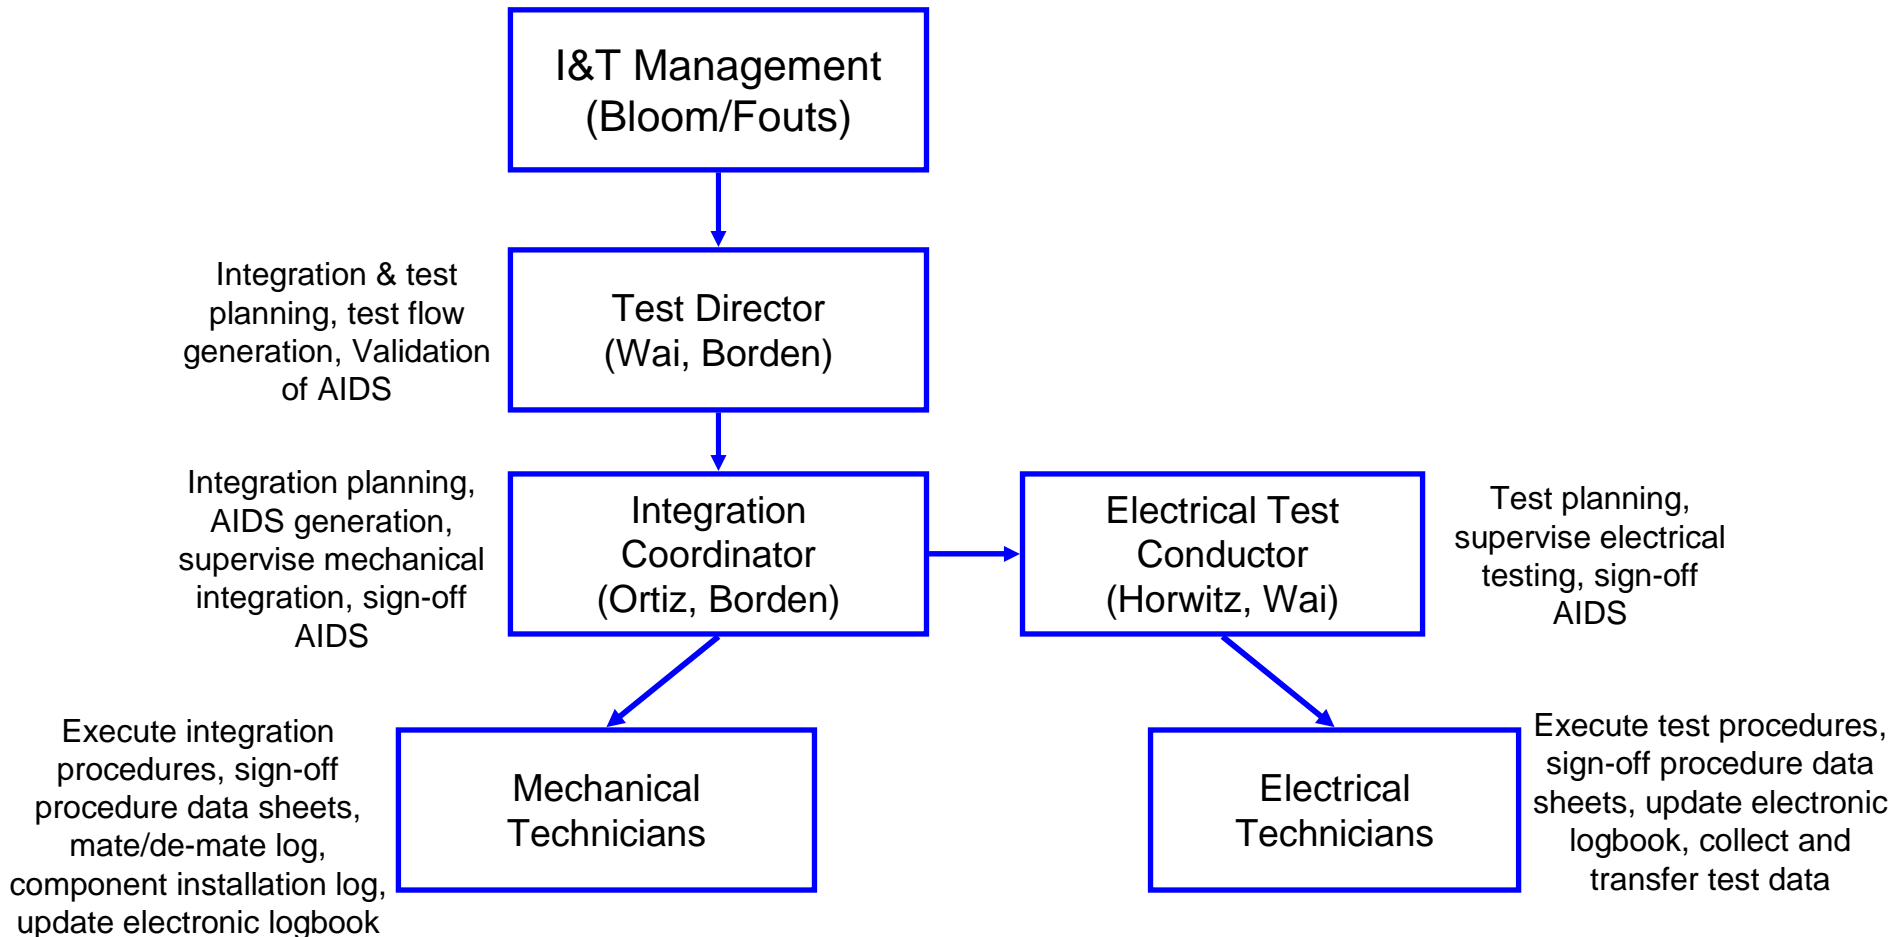 I&T Management
(Bloom/Fouts)
Integration & test
planning, test flow
generation, Validation
of AIDS
Test Director
(Wai, Borden)
Integration planning,
AIDS generation,
supervise mechanical
integration, sign-off
AIDS
Integration
Coordinator
(Ortiz, Borden)
Electrical Test
Conductor
(Horwitz, Wai)
Test planning,
supervise electrical
testing, sign-off
AIDS
Execute integration
procedures, sign-off
procedure data sheets,
mate/de-mate log,
component installation log,
update electronic logbook
Mechanical
Technicians
Electrical
Technicians
Execute test procedures,
sign-off procedure data
sheets, update electronic
logbook, collect and
transfer test data